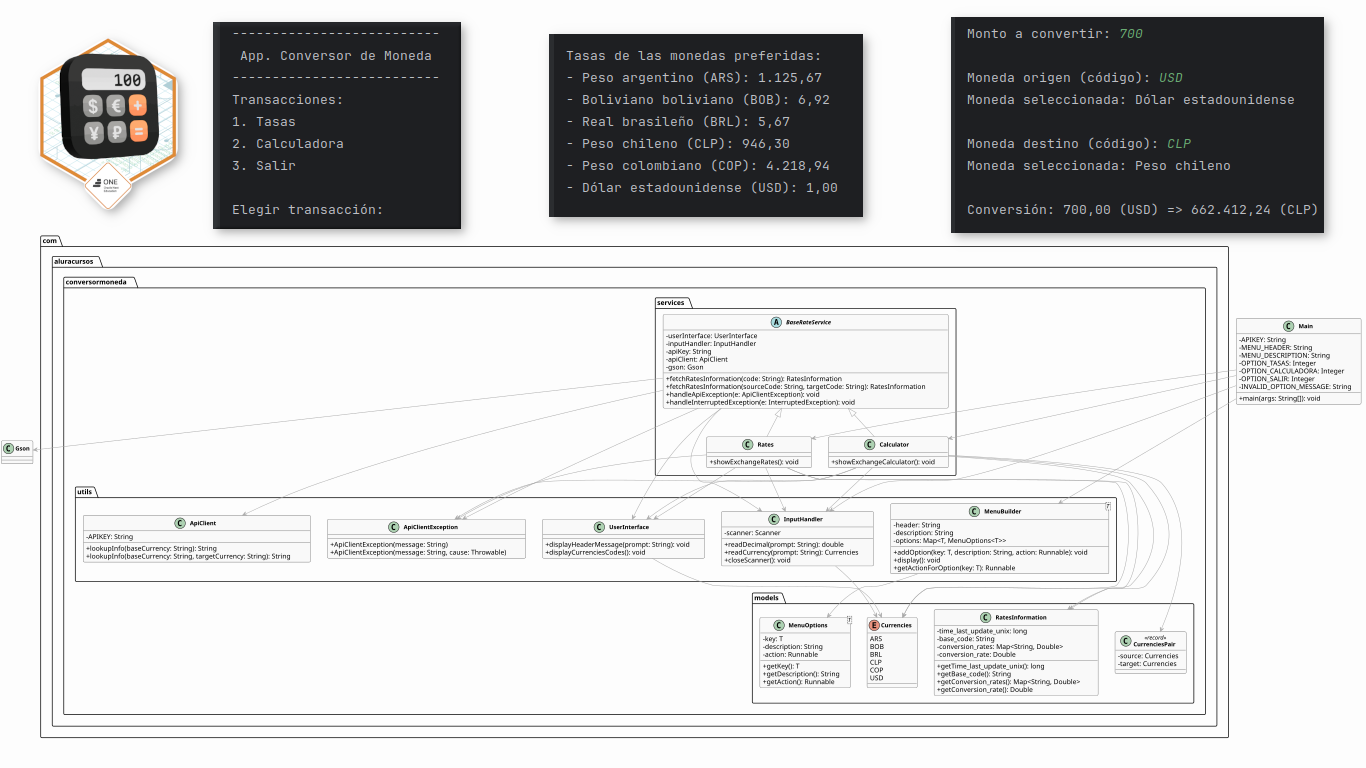 100
$ € +
¥ ₽ =
ONE
-------------------------
App. Conversor de Moneda
-------------------------
Transacciones:
1. Tasas
2. Calculadora
3. Salir
Elegir transacción:
Tasas de las monedas preferidas:
- Peso argentino (ARS): 1.125,67
- Boliviano boliviano (BOB): 6,92
- Real brasileño (BRL): 5,67
- Peso chileno (CLP): 946,30
- Peso colombiano (COP): 4.218,94
- Dólar estadounidense (USD): 1,00
Monto a convertir: 700
Moneda origen (código): USD
Moneda seleccionada: Dólar estadounidense
Moneda destino (código): CLP
Moneda seleccionada: Peso chileno
Conversión: 700,00 (USD) => 662.412,24 (CLP)
com
aluracursos
conversormoneda
services
A BaseRateService
-userInterface: UserInterface
-inputHandler: InputHandler
-apiKey: String
-apiClient: ApiClient
-gson: Gson
+fetchRatesInformation(code: String): RatesInformation
+fetchRatesInformation(sourceCode: String, targetCode: String): RatesInformation
+handleApiException(e: ApiClientException): void
+handleInterruptedException(e: InterruptedException): void
C Rates
+showExchangeRates(): void
C Calculator
+showExchangeCalculator(): void
C Main
-APIKEY: String
-MENU_HEADER: String
-MENU_DESCRIPTION: String
-OPTION_TASAS: Integer
-OPTION_CALCULADORA: Integer
-OPTION_SALIR: Integer
-INVALID_OPTION_MESSAGE: String
+main(args: String[]): void
C Gson
utils
C ApiClient
-APIKEY: String
+lookupInfo(baseCurrency: String): String
+lookupInfo(baseCurrency: String, targetCurrency: String): String
C ApiClientException
+ApiClientException(message: String)
+ApiClientException(message: String, cause: Throwable)
C UserInterface
+displayHeaderMessage(prompt: String): void
+displayCurrenciesCodes(): void
C InputHandler
-scanner: Scanner
+readDecimal(prompt: String): double
+readCurrency(prompt: String): Currencies
+closeScanner(): void
C MenuBuilder
T
-header: String
-description: String
-options: Map<T, MenuOptions<T>>
+addOption(key: T, description: String, action: Runnable): void
+display(): void
+getActionForOption(key: T): Runnable
models
C MenuOptions
T
-key: T
-description: String
-action: Runnable
+getKey(): T
+getDescription(): String
+getAction(): Runnable
E Currencies
ARS
BOB
BRL
CLP
COP
USD
C RatesInformation
-time_last_update_unix: long
-base_code: String
-conversion_rates: Map<String, Double>
-conversion_rate: Double
+getTime_last_update_unix(): long
+getBase_code(): String
+getConversion_rates(): Map<String, Double>
+getConversion_rate(): Double
C «record»
CurrenciesPair
-source: Currencies
-target: Currencies